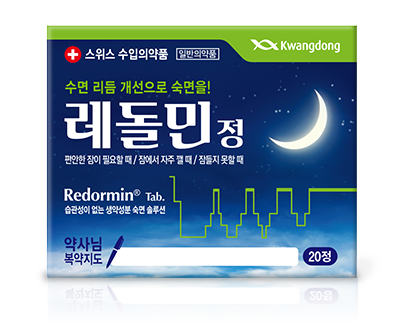 스위스 수입의약품 일반의약품 Kwangdong
수면 리듬 개선으로 숙면을!
레돌민 정
편안한 잠이 필요할 때 / 잠에서 자주 깰 때 / 잠들지 못할 때
Redormin® Tab.
습관성이 없는 생약성분 숙면 솔루션
약사님
복약지도
20정